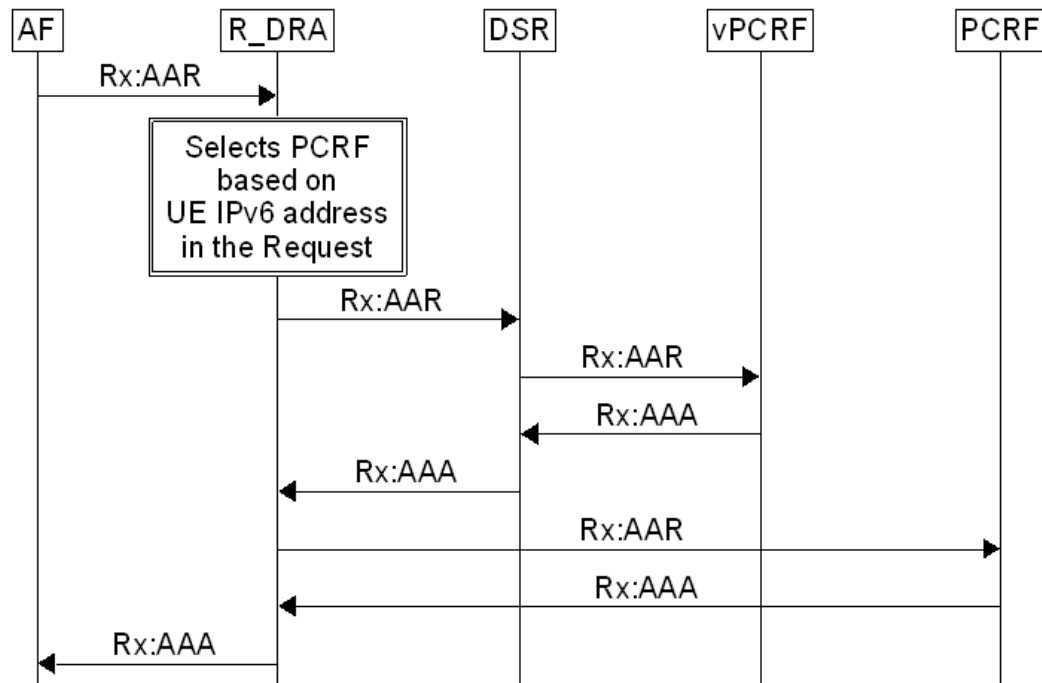 AF
R_DRA
DSR
vPCRF
PCRF
Rx:AAR
Selects PCRF
based on
UE IPv6 address
in the Request
Rx:AAR
Rx:AAR
Rx:AAA
Rx:AAA
Rx:AAR
Rx:AAA
Rx:AAA